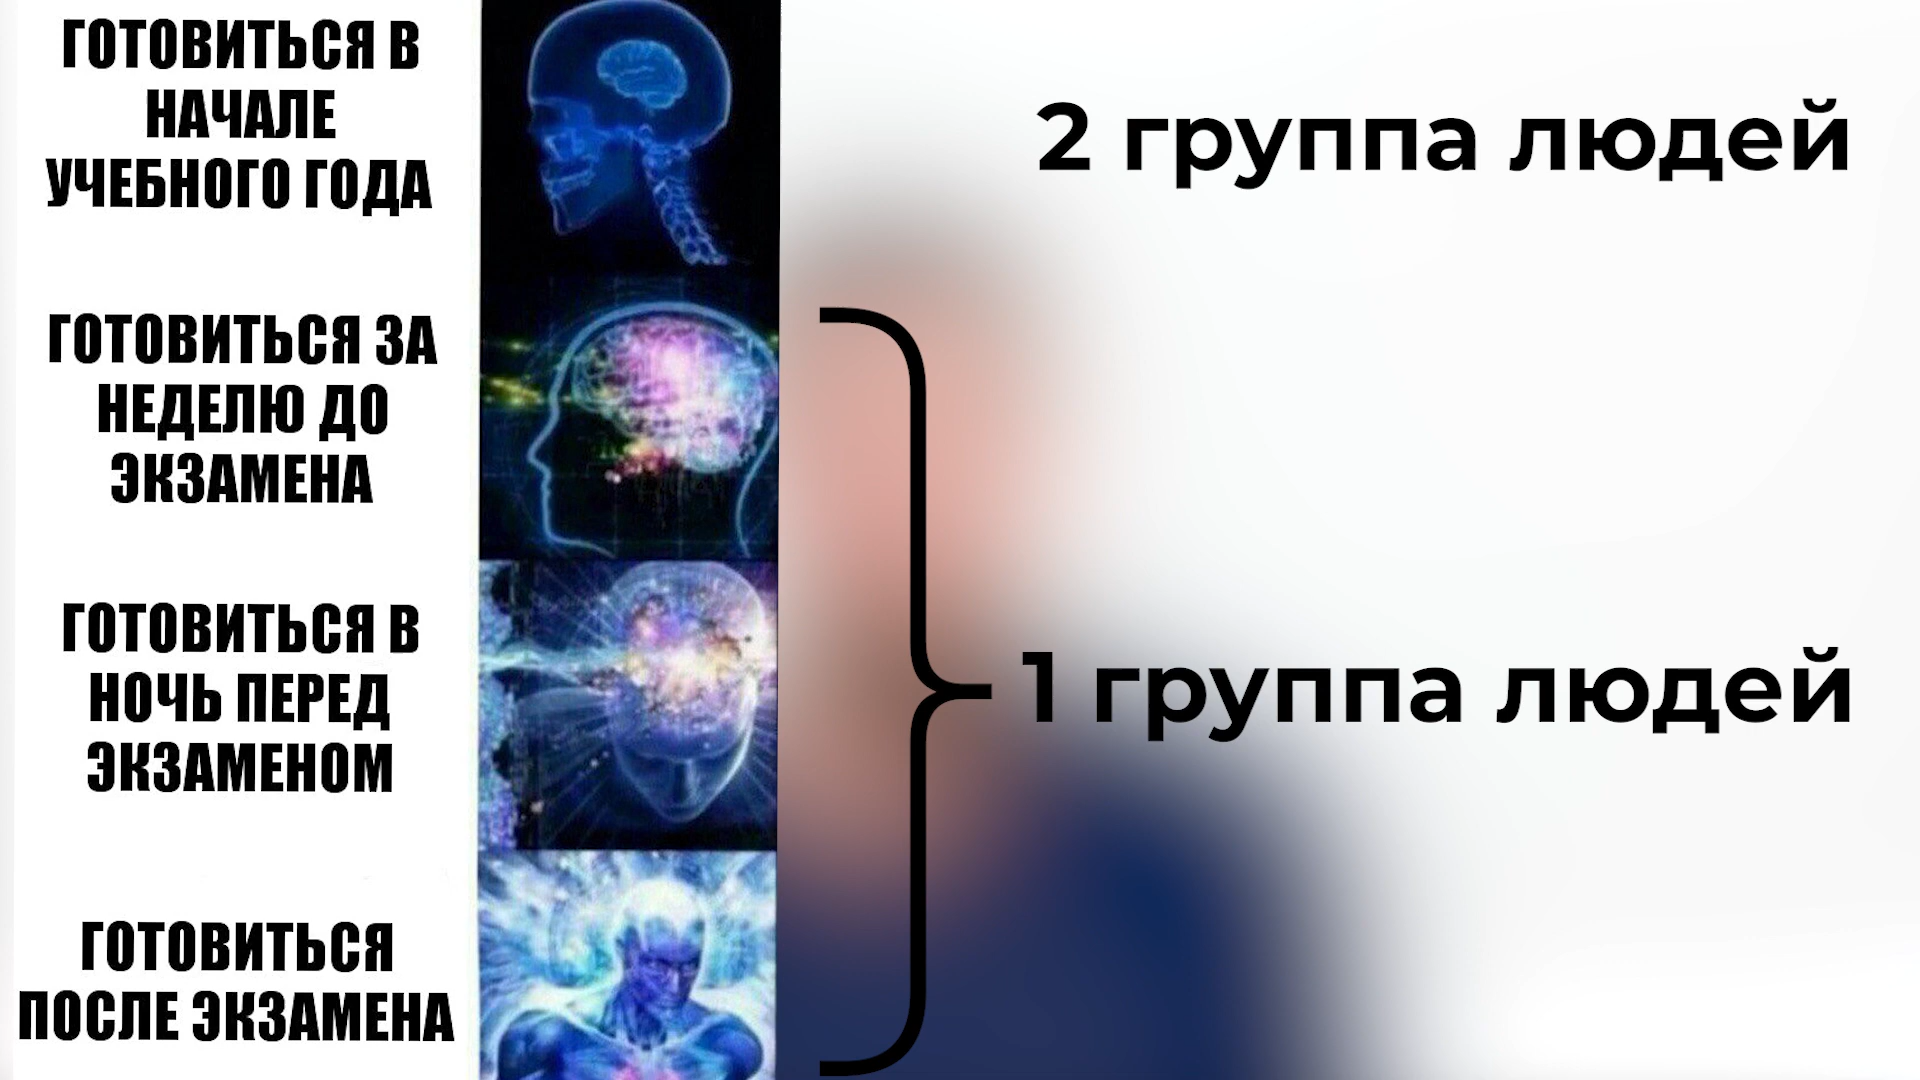 ГОТОВИТЬСЯ В
НАЧАЛЕ
УЧЕБНОГО ГОДА
2 группа людей
ГОТОВИТЬСЯ ЗА
НЕДЕЛЮ ДО
ЭКЗАМЕНА
ГОТОВИТЬСЯ В
НОЧЬ ПЕРЕД
ЭКЗАМЕНОМ
1 группа людей
ГОТОВИТЬСЯ
ПОСЛЕ ЭКЗАМЕНА